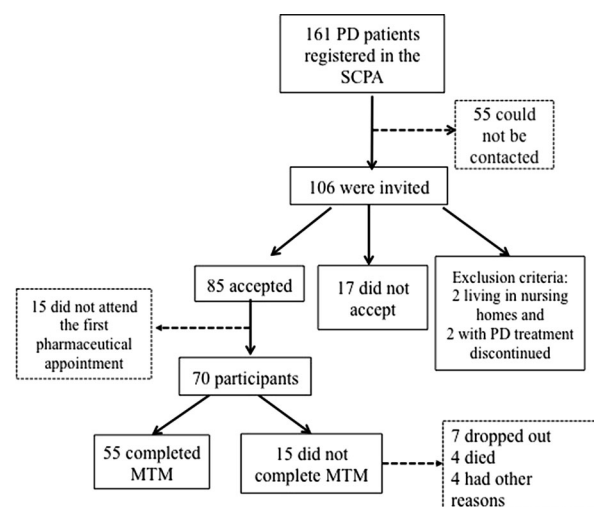 161 PD patients
registered in the
SCPA
55 could
not be
contacted
106 were invited
85 accepted
17 did not
accept
Exclusion criteria:
2 living in nursing
homes and
2 with PD treatment
discontinued
15 did not attend
the first
pharmaceutical
appointment
70 participants
55 completed
MTM
15 did not
complete MTM
7 dropped out
4 died
4 had other
reasons